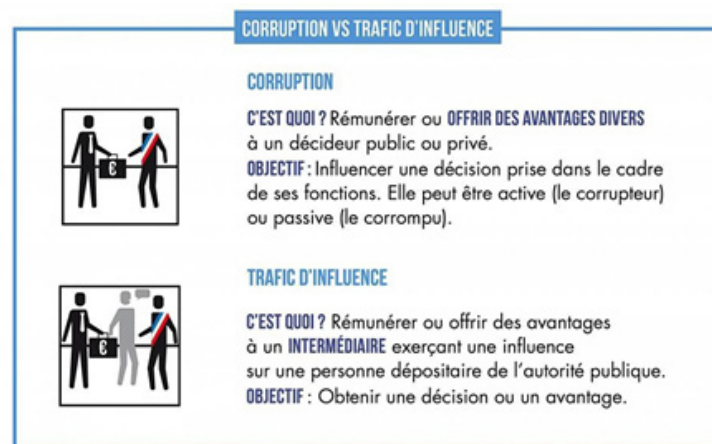 CORRUPTION VS TRAFIC D'INFLUENCE
CORRUPTION
C'EST QUOI ? Rémunérer ou OFFRIR DES AVANTAGES DIVERS
à un décideur public ou privé.
OBJECTIF : Influencer une décision prise dans le cadre
de ses fonctions. Elle peut être active (le corrupteur)
ou passive (le corrompu).
TRAFIC D'INFLUENCE
C'EST QUOI ? Rémunérer ou offrir des avantages
à un INTERMÉDIAIRE exerçant une influence
sur une personne dépositaire de l'autorité publique.
OBJECTIF : Obtenir une décision ou un avantage.